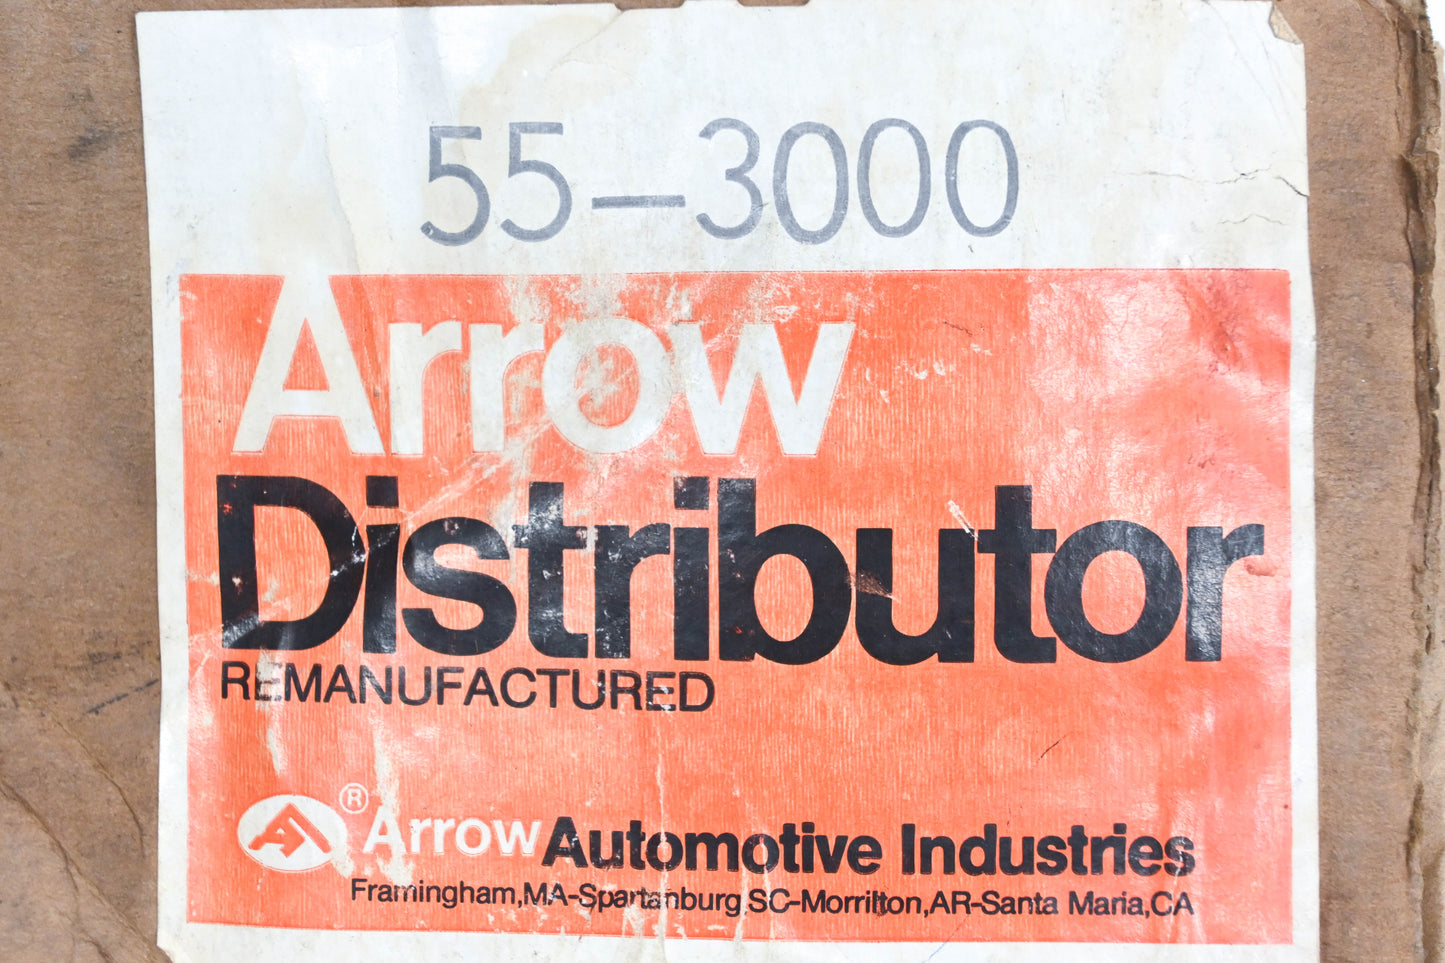 55-3000
Arrow
Distributor
REMANUFACTURED
® Arrow Automotive Industries
Framingham,MA-Spartanburg,SC-Morrilton,AR-Santa Maria,CA